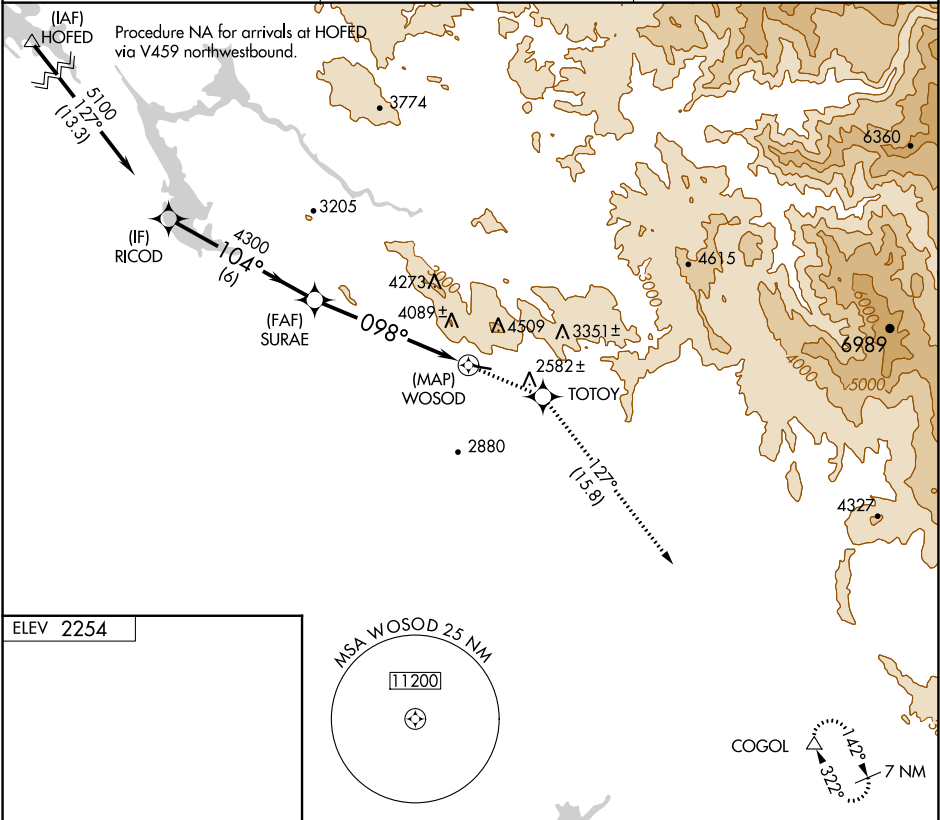 (IAF)
HOFED
Procedure NA for arrivals at HOFED
via V459 northwestbound.
5100
127°
(13.3)
3774
6360
3205
(IF)
RICOD
4300
104°
(6)
4615
3000
4273
5000
4089±
4509
3351±
6000
6989
(FAF)
SURAE
098°
4000
5000
2582±
(MAP)
WOSOD
TOTOY
2880
127°
(15.8)
4327
ELEV 2254
MSA WOSOD 25 NM
11200
COGOL
142°
322°
7 NM